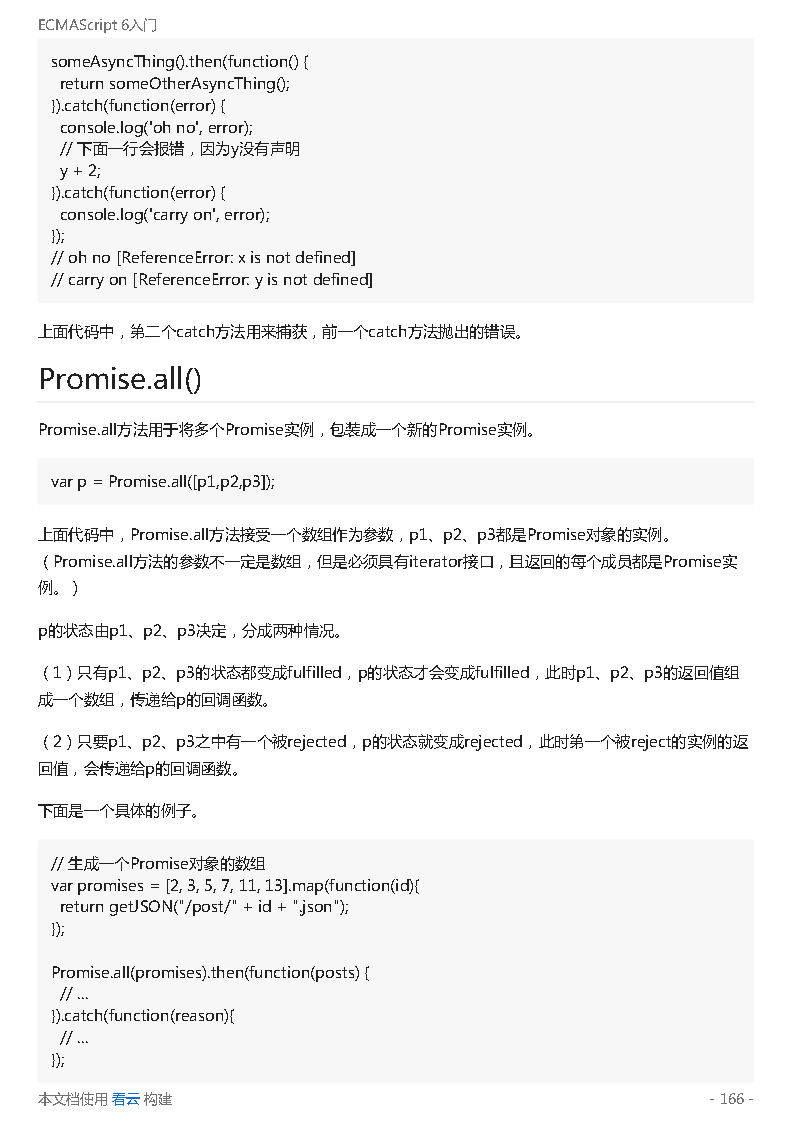 ECMAScript 6入门
someAsyncThing().then(function() {
  return someOtherAsyncThing();
}).catch(function(error) {
  console.log('oh no', error);
  // 下面一行会报错，因为y没有声明
  y + 2;
}).catch(function(error) {
  console.log('carry on', error);
});
// oh no [ReferenceError: x is not defined]
// carry on [ReferenceError: y is not defined]
上面代码中，第二个catch方法用来捕获，前一个catch方法抛出的错误。
Promise.all()
Promise.all方法用于将多个Promise实例，包装成一个新的Promise实例。
var p = Promise.all([p1,p2,p3]);
上面代码中，Promise.all方法接受一个数组作为参数，p1、p2、p3都是Promise对象的实例。
（Promise.all方法的参数不一定是数组，但是必须具有iterator接口，且返回的每个成员都是Promise实
例。）
p的状态由p1、p2、p3决定，分成两种情况。
（1）只有p1、p2、p3的状态都变成fulfilled，p的状态才会变成fulfilled，此时p1、p2、p3的返回值组
成一个数组，传递给p的回调函数。
（2）只要p1、p2、p3之中有一个被rejected，p的状态就变成rejected，此时第一个被reject的实例的返
回值，会传递给p的回调函数。
下面是一个具体的例子。
// 生成一个Promise对象的数组
var promises = [2, 3, 5, 7, 11, 13].map(function(id){
  return getJSON("/post/" + id + ".json");
});
Promise.all(promises).then(function(posts) {
  // ...
}).catch(function(reason){
  // ...
});
本文档使用 看云 构建
- 166 -